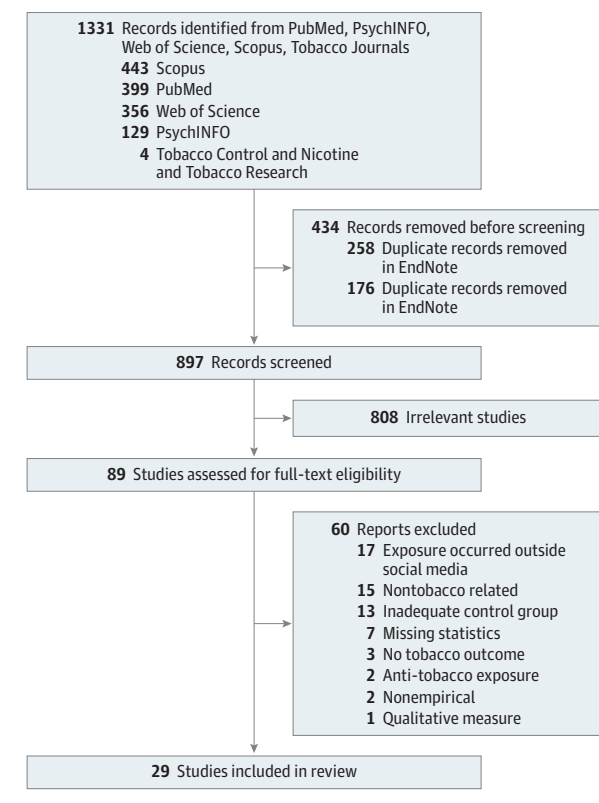 1331 Records identified from PubMed, PsychINFO,
Web of Science, Scopus, Tobacco Journals
443 Scopus
399 PubMed
356 Web of Science
129 PsychINFO
4 Tobacco Control and Nicotine
and Tobacco Research
434 Records removed before screening
258 Duplicate records removed
in EndNote
176 Duplicate records removed
in EndNote
897 Records screened
808 Irrelevant studies
89 Studies assessed for full-text eligibility
60 Reports excluded
17 Exposure occurred outside
social media
15 Nontobacco related
13 Inadequate control group
7 Missing statistics
3 No tobacco outcome
2 Anti-tobacco exposure
2 Nonempirical
1 Qualitative measure
29 Studies included in review